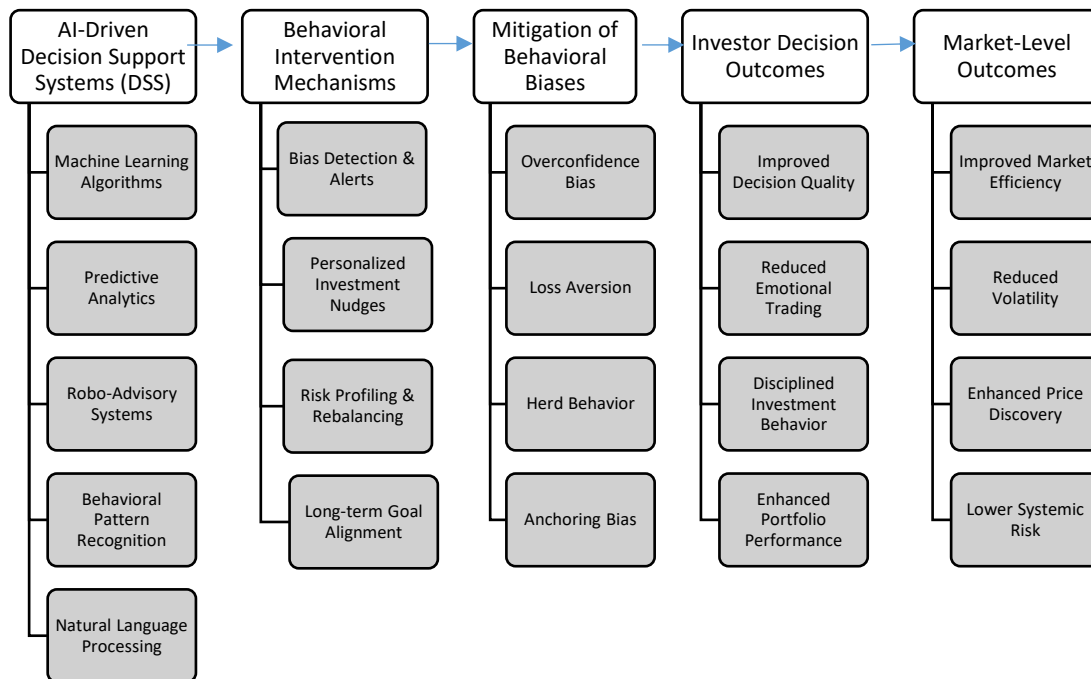 AI-Driven
Decision Support
Systems (DSS)
Machine Learning
Algorithms
Predictive
Analytics
Robo-Advisory
Systems
Behavioral
Pattern
Recognition
Natural Language
Processing
Behavioral
Intervention
Mechanisms
Bias Detection &
Alerts
Personalized
Investment
Nudges
Risk Profiling &
Rebalancing
Long-term Goal
Alignment
Mitigation of
Behavioral
Biases
Overconfidence
Bias
Loss Aversion
Herd Behavior
Anchoring Bias
Investor Decision
Outcomes
Improved
Decision Quality
Reduced
Emotional
Trading
Disciplined
Investment
Behavior
Enhanced
Portfolio
Performance
Market-Level
Outcomes
Improved Market
Efficiency
Reduced
Volatility
Enhanced Price
Discovery
Lower Systemic
Risk